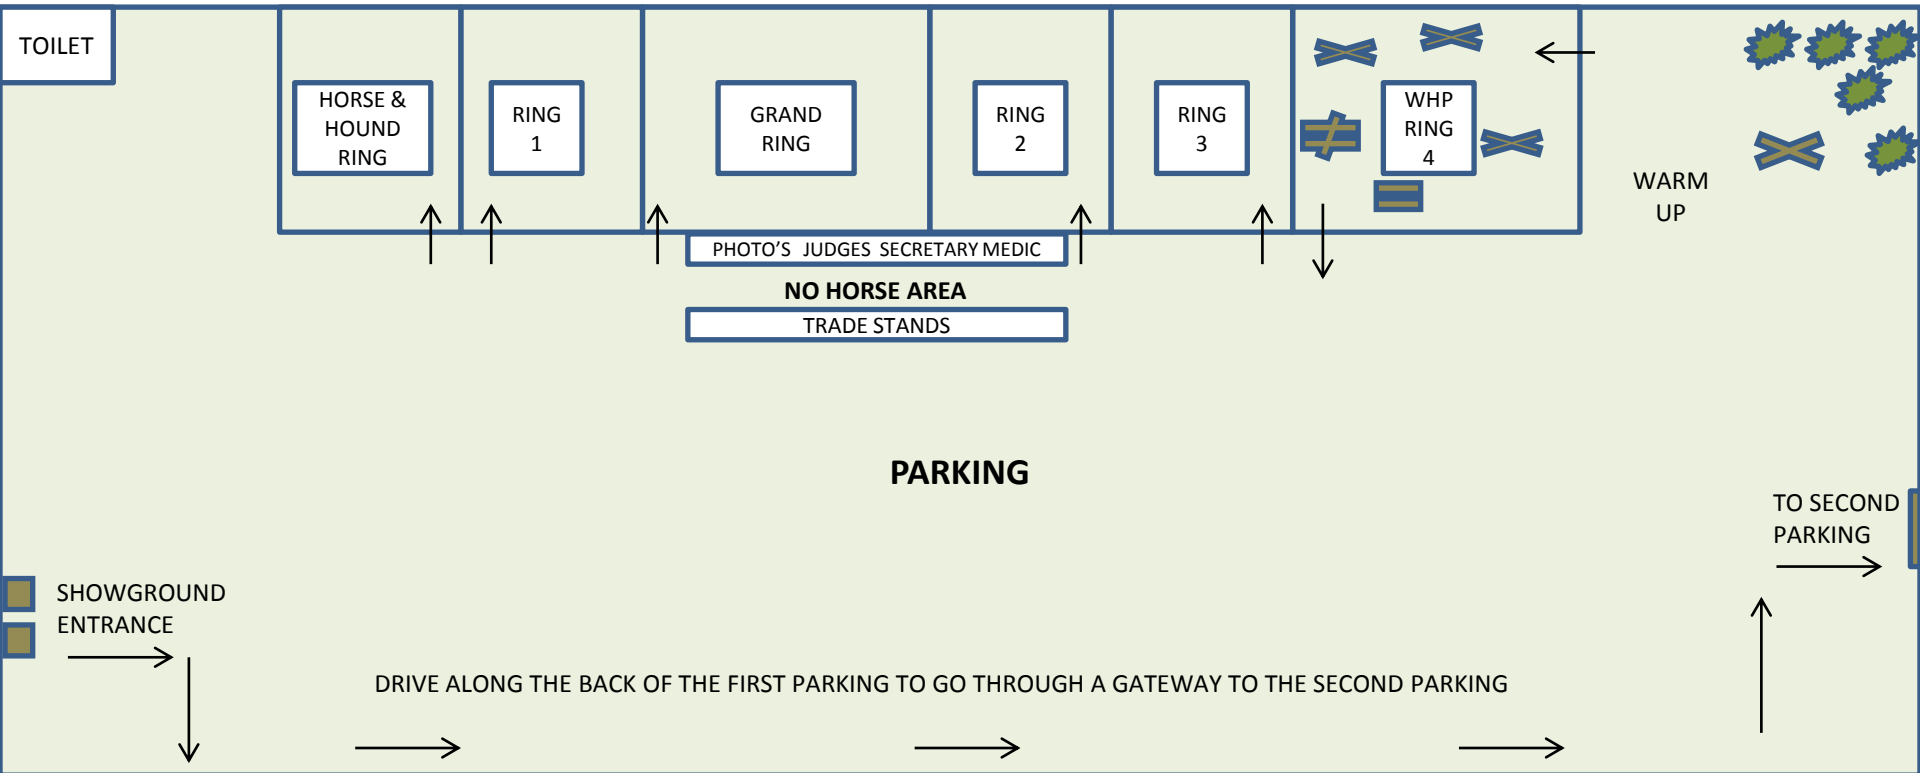 TOILET
HORSE &
HOUND
RING
RING
1
GRAND
RING
RING
2
RING
3
WHP
RING
4
WARM
UP
PHOTO'S JUDGES SECRETARY MEDIC
NO HORSE AREA
TRADE STANDS
PARKING
TO SECOND
PARKING
SHOWGROUND
ENTRANCE
DRIVE ALONG THE BACK OF THE FIRST PARKING TO GO THROUGH A GATEWAY TO THE SECOND PARKING